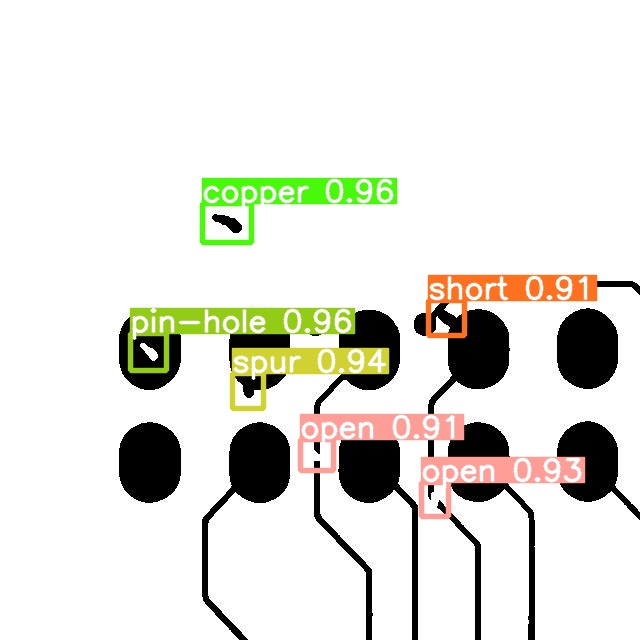 copper 0.96
short 0.91
pin-hole 0.96
spur 0.94
open 0.91
open 0.93